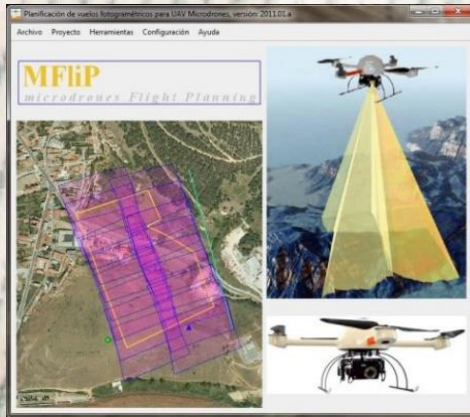 Planificación de vuelos fotogramétricos para UAV Microdrones, versión: 2011.01.a
Archivo Proyecto Herramientas Configuración Ayuda
MFliP
microdrones Flight Planning